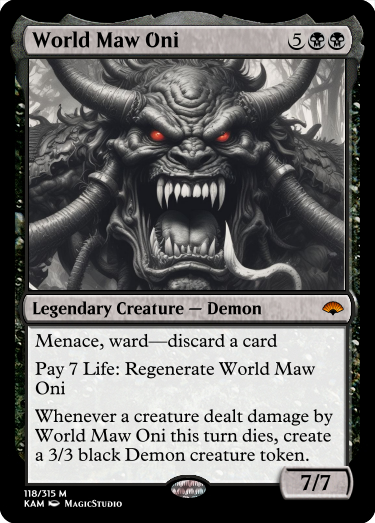 World Maw Oni 5
Legendary Creature — Demon
Menace, ward—discard a card
Pay 7 Life: Regenerate World Maw
Oni
Whenever a creature dealt damage by
World Maw Oni this turn dies, create
a 3/3 black Demon creature token.
7/7
118/315 M
KAM MagicStudio